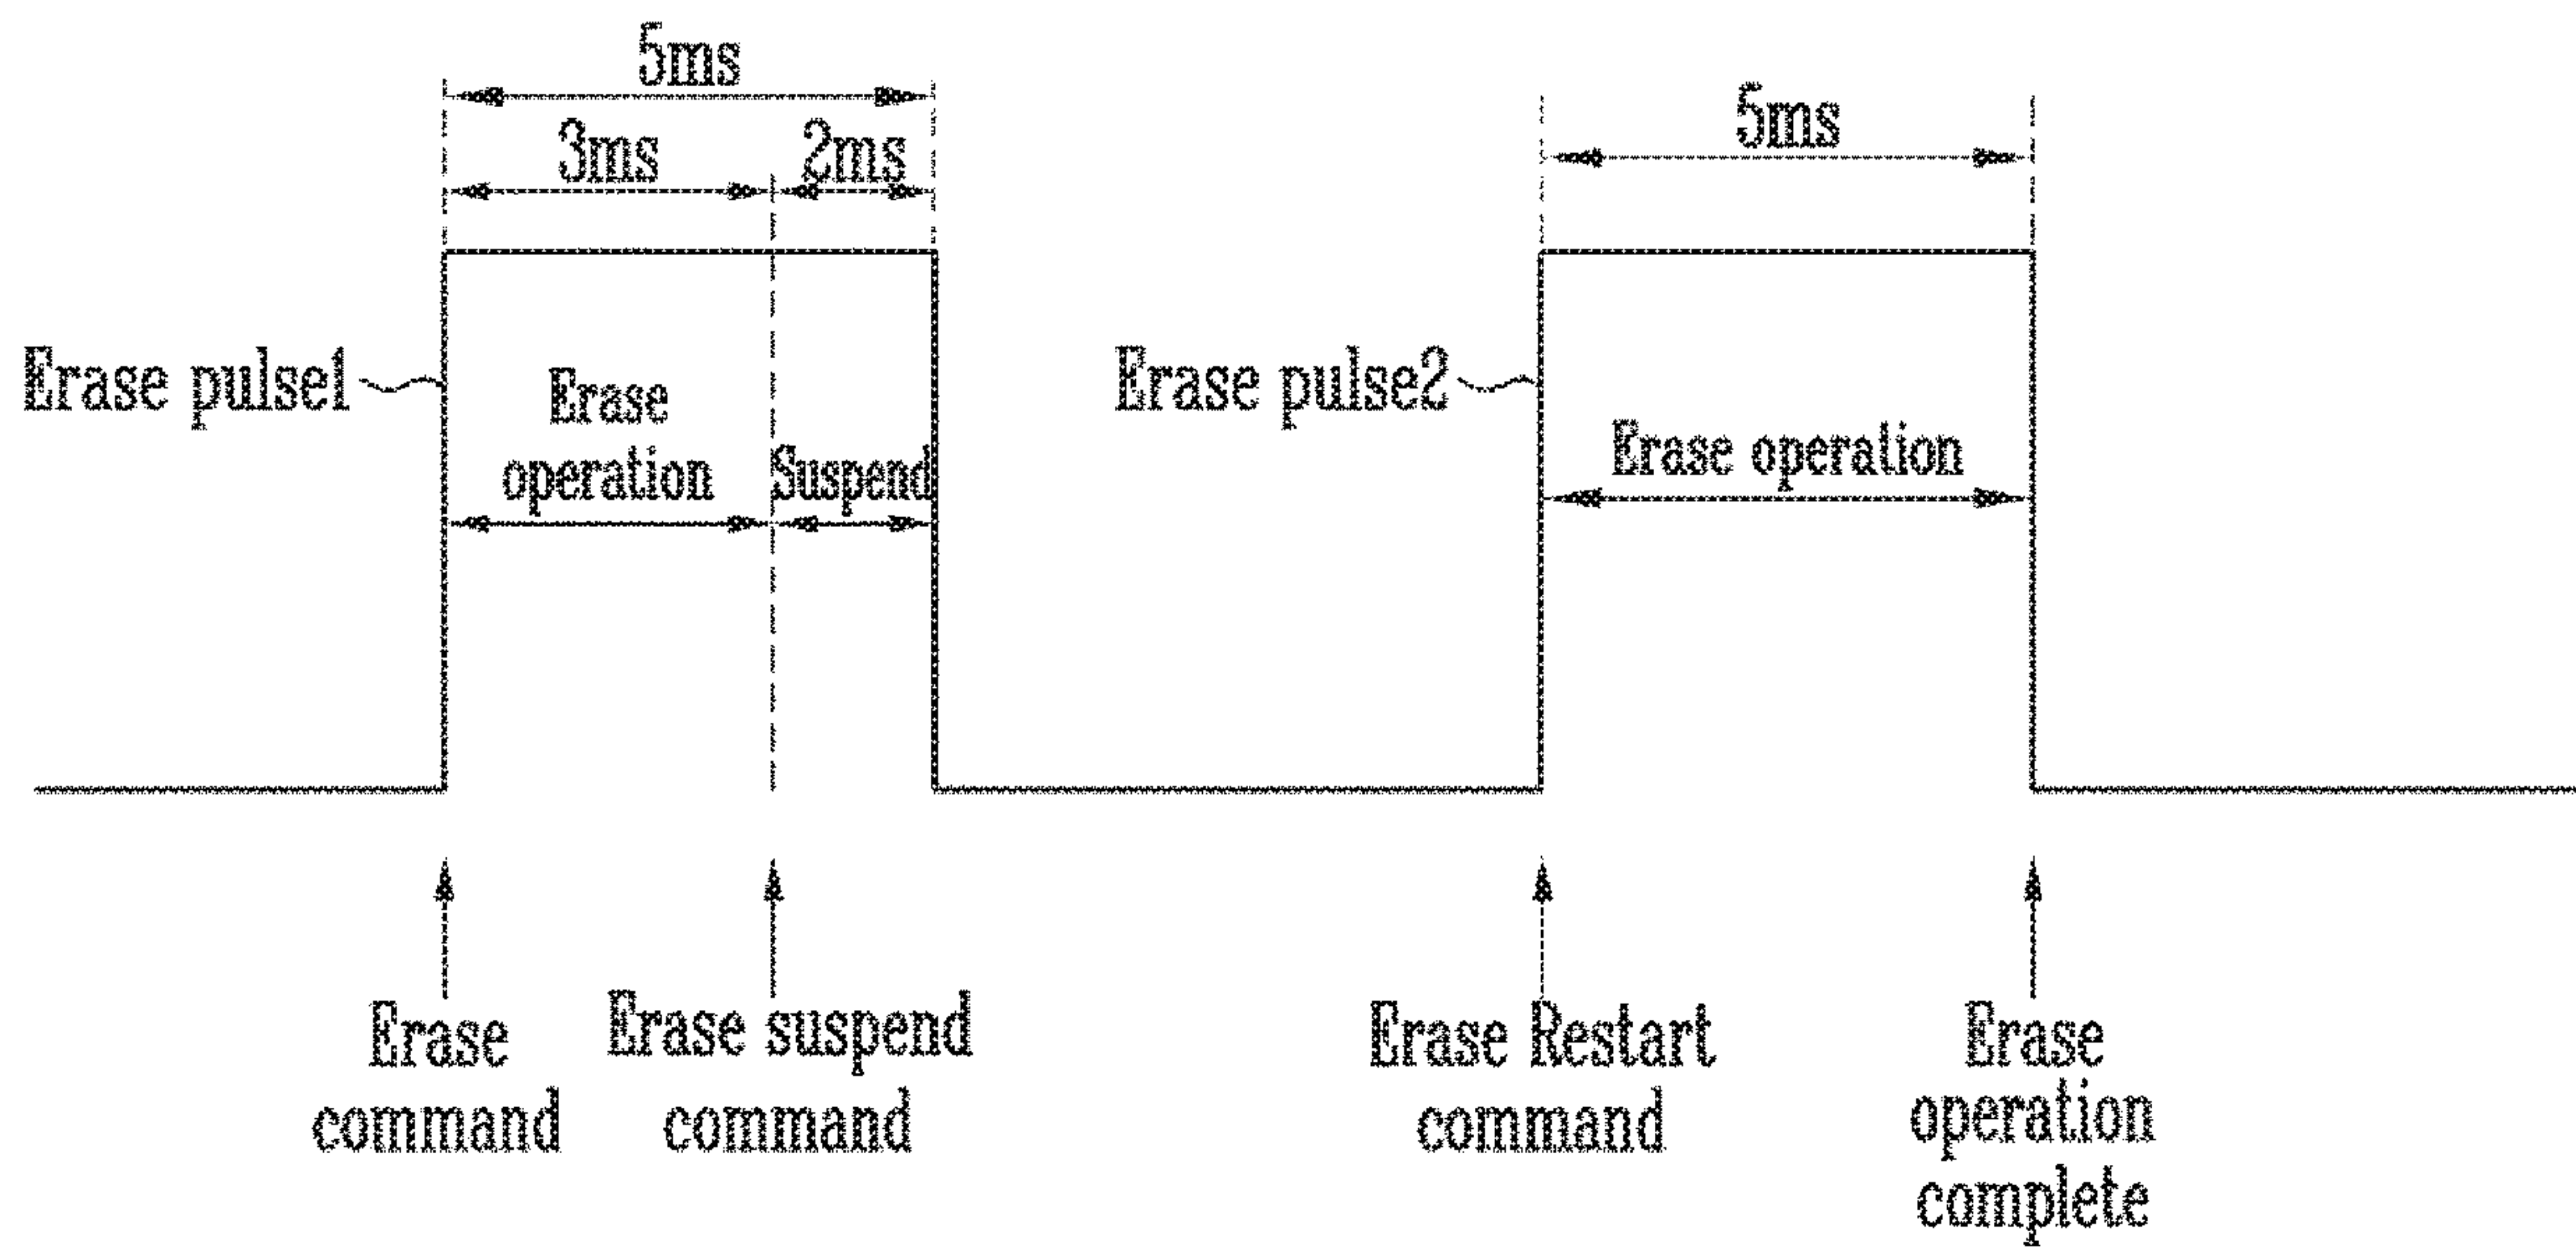 5ms
3ms
2ms
5ms
Erase pulse1
Erase
operation
Suspend
Erase pulse2
Erase operation
Erase
command
Erase suspend
command
Erase Restart
command
Erase
operation
complete